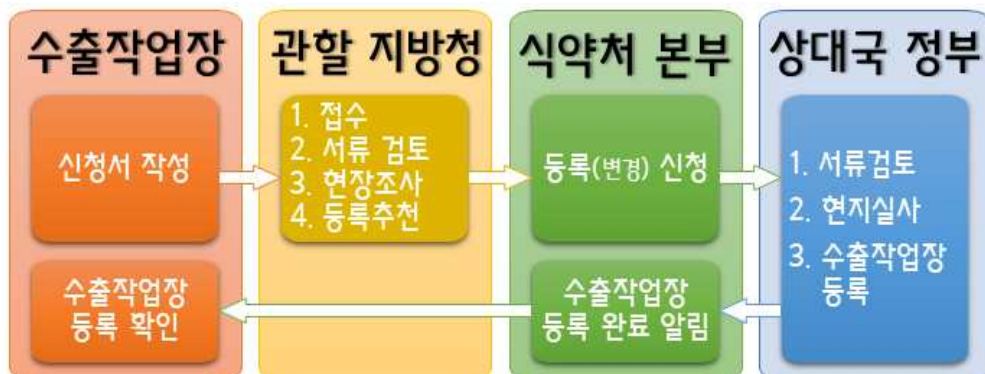 수출작업장
신청서 작성
수출작업장
등록 확인
관할 지방청
1. 접수
2. 서류 검토
3. 현장조사
4. 등록추천
식약처 본부
등록(변경) 신청
수출작업장
등록 완료 알림
상대국 정부
1. 서류검토
2. 현지실사
3. 수출작업장
등록